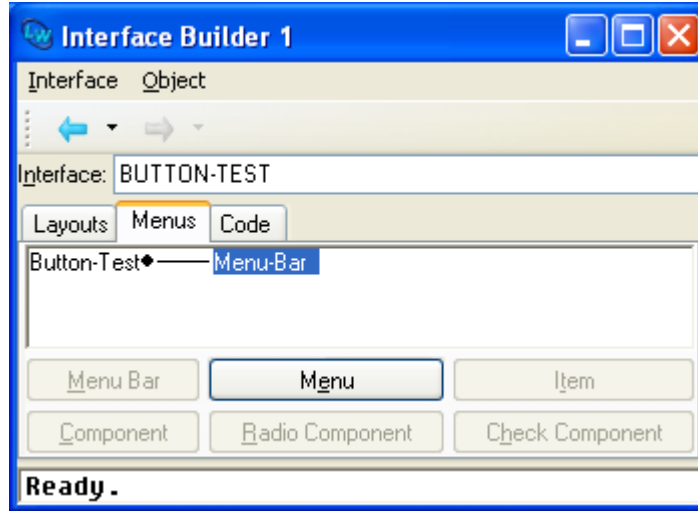 LW Interface Builder 1
Interface Object
Interface: BUTTON-TEST
Layouts Menus Code
Button-Test Menu-Bar
Menu Bar Menu Item
Component Radio Component Check Component
Ready.